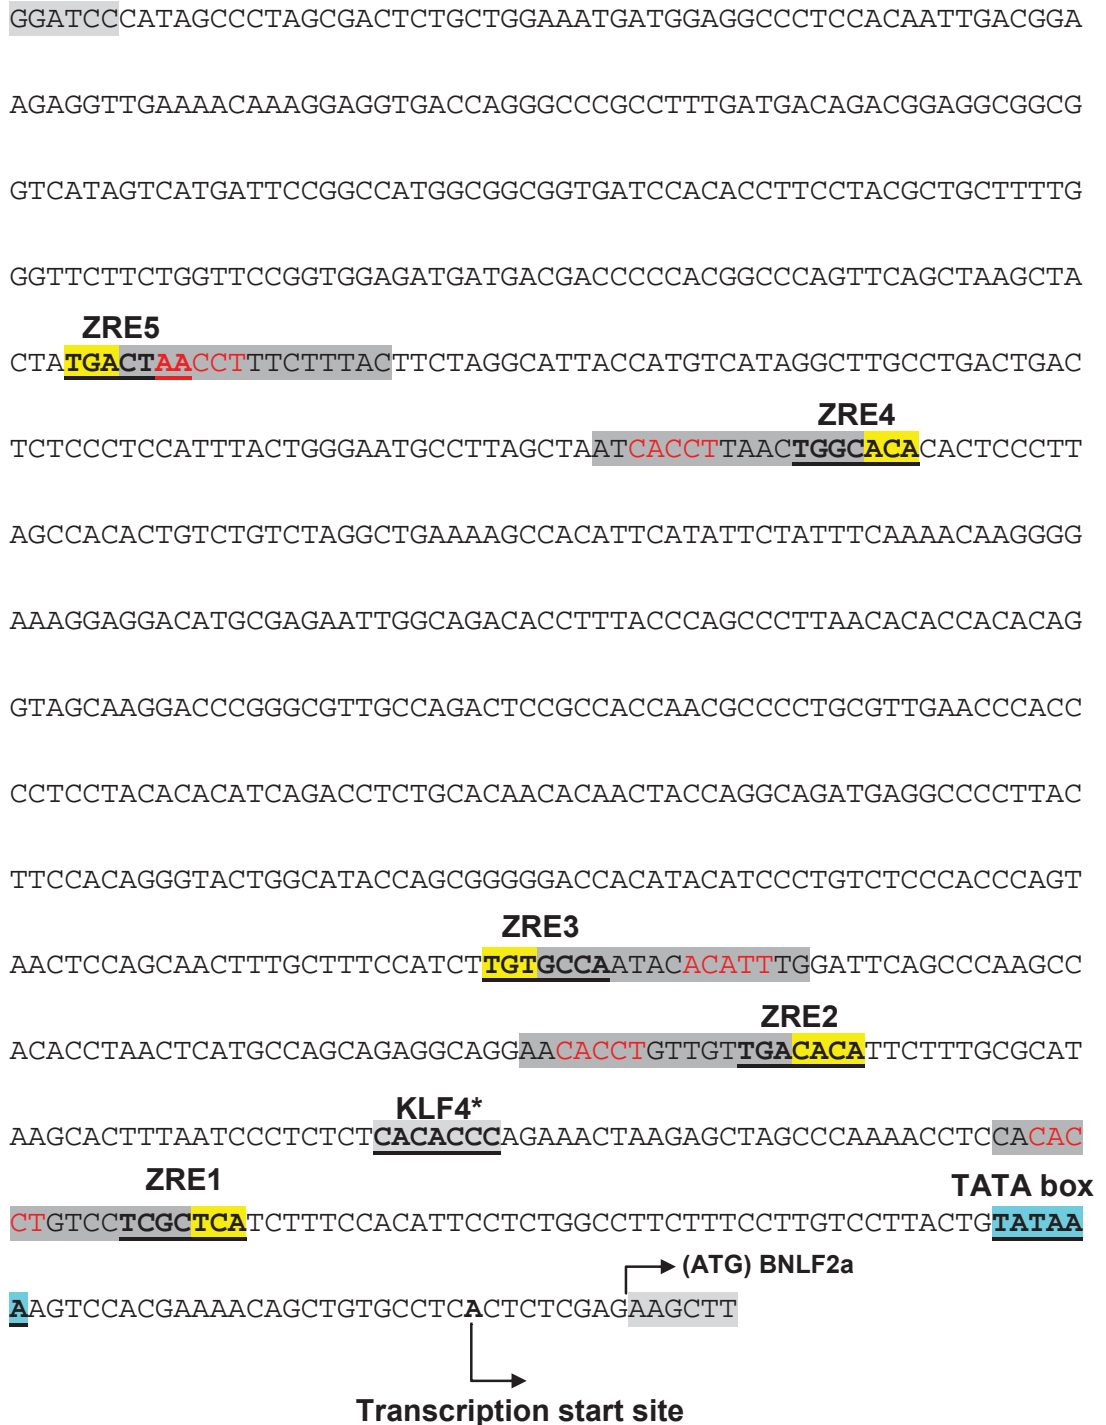 GGATCCCATAGCCCTAGCGACTCTGCTGGAAATGATGGAGGCCCTCCACAATTGACGGA
AGAGGTTGAAAACAAAGGAGGTGACCAGGGCCCGCCTTTGATGACAGACGGAGGCGGCG
GTCATAGTCATGATTCCGGCCATGGCGGCGGTGATCCACACCTTCCTACGCTGCTTTTG
GGTTCTTCTGGTTCCGGTGGAGATGATGACGACCCCCACGGCCCAGTTCAGCTAAGCTA
ZRE5
CTATGACTAACCTTTCTTTACTTCTAGGCATTACCATGTCATAGGCTTGCCTGACTGAC
ZRE4
TCTCCCTCCATTTACTGGGAATGCCTTAGCTAATCACCTTAACTGGCACACACTCCCTT
AGCCACACTGTCTGTCTAGGCTGAAAAGCCACATTCATATTCTATTTCAAAACAAGGGG
AAAGGAGGACATGCGAGAATTGGCAGACACCTTTACCCAGCCCTTAACACACCACACAG
GTAGCAAGGACCCGGGCGTTGCCAGACTCCGCCACCAACGCCCCTGCGTTGAACCCACC
CCTCCTACACACATCAGACCTCTGCACAACACAACTACCAGGCAGATGAGGCCCCTTAC
TTCCACAGGGTACTGGCATACCAGCGGGGGACCACATACATCCCTGTCTCCCACCCAGT
ZRE3
AACTCCAGCAACTTTGCTTTCCATCTTGTGCCAATACACATTTGGATTCAGCCCAAGCC
ZRE2
ACACCTAACTCATGCCAGCAGAGGCAGGAACACCTGTTGTTGACACATTCTTTGCGCAT
KLF4*
AAGCACTTTAATCCCTCTCTCACACCCAGAAACTAAGAGCTAGCCCAAAACCTCCACAC
ZRE1 TATA box
CTGTCCTCGCTCATCTTTCCACATTCCTCTGGCCTTCTTTCCTTGTCCTTACTGTATAA
(ATG) BNLF2a
AAGTCCACGAAAACAGCTGTGCCTCACTCTCGAGAAGCTT
Transcription start site